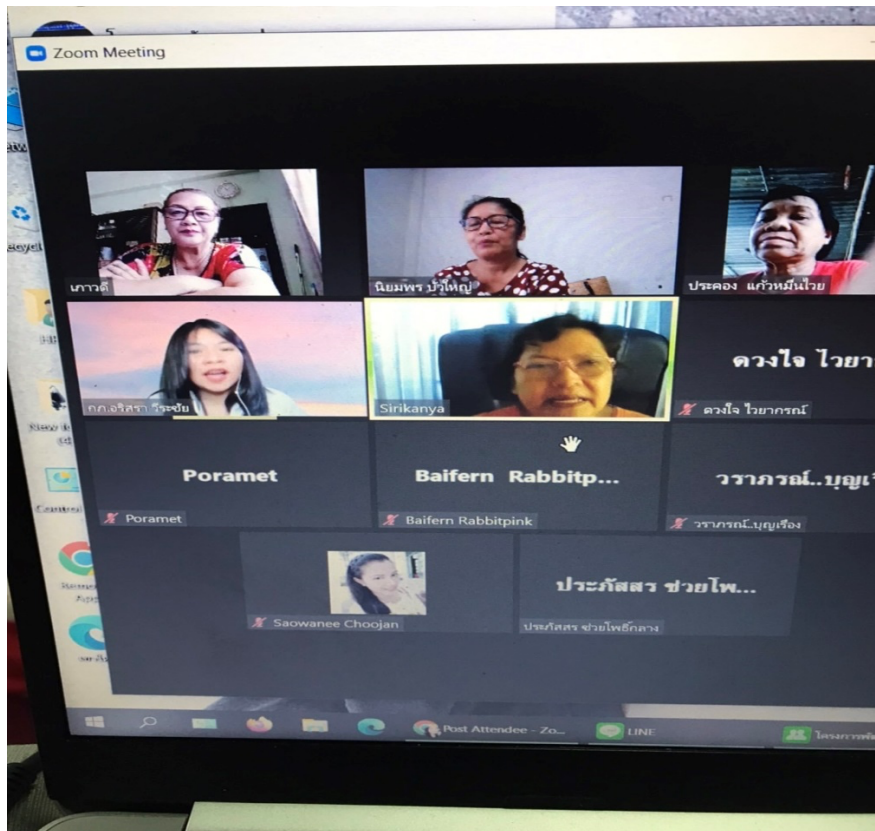 Zoom Meeting
เภาวดี
นิยมพร บัวใหญ่
ประคอง แก้วหมื่นไวย
กภ.อริสรา วีระชัย
Sirikanya
ดวงใจ ไวยา
ดวงใจ ไวยากรณ์
Poramet
Poramet
Baifern Rabbitp...
Baifern Rabbitpink
วราภรณ์..บุญเ
วราภรณ์..บุญเรือง
Saowanee Choojan
ประภัสสร ช่วยโพ...
ประภัสสร ช่วยโพธิ์กลาง
Post Attendee - Zo...
LINE